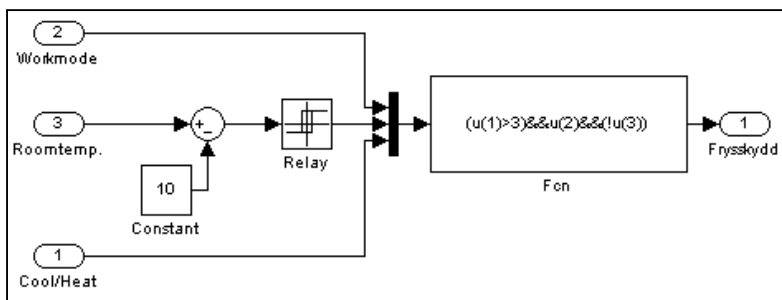 2
Workmode
3
Roomtemp.
+
-
10
Constant
Relay
1
Cool/Heat
(u(1)>3)&&u(2)&&(!u(3))
Fcn
1
Frysskydd